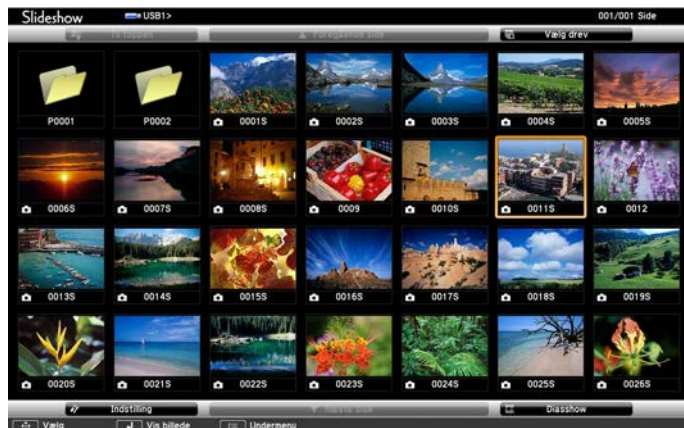 Slideshow USB1> 001/001 Side
Til toppen ▲ Foregående side Vælg drev
P0001 P0002 0001S 0002S 0003S 0004S 0005S
0006S 0007S 0008S 0009 0010S 0011S 0012
0013S 0014S 0015S 0016S 0017S 0018S 0019S
0020S 0021S 0022S 0023S 0024S 0025S 0026S
Indstilling ▼ Næste side Diasshow
Vælg Vis billede Undermenu